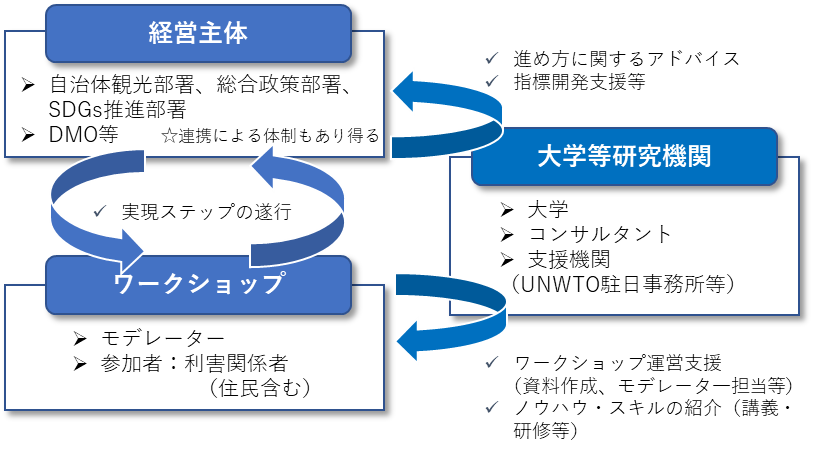 経営主体
➢ 自治体観光部署、総合政策部署、
SDGs推進部署
➢ DMO等 ☆連携による体制もあり得る
✓ 進め方に関するアドバイス
✓ 指標開発支援等
大学等研究機関
➢ 大学
➢ コンサルタント
➢ 支援機関
（UNWTO駐日事務所等）
✓ 実現ステップの遂行
ワークショップ
➢ モデレーター
➢ 参加者：利害関係者
（住民含む）
✓ ワークショップ運営支援
（資料作成、モデレーター担当等）
✓ ノウハウ・スキルの紹介（講義・
研修等）